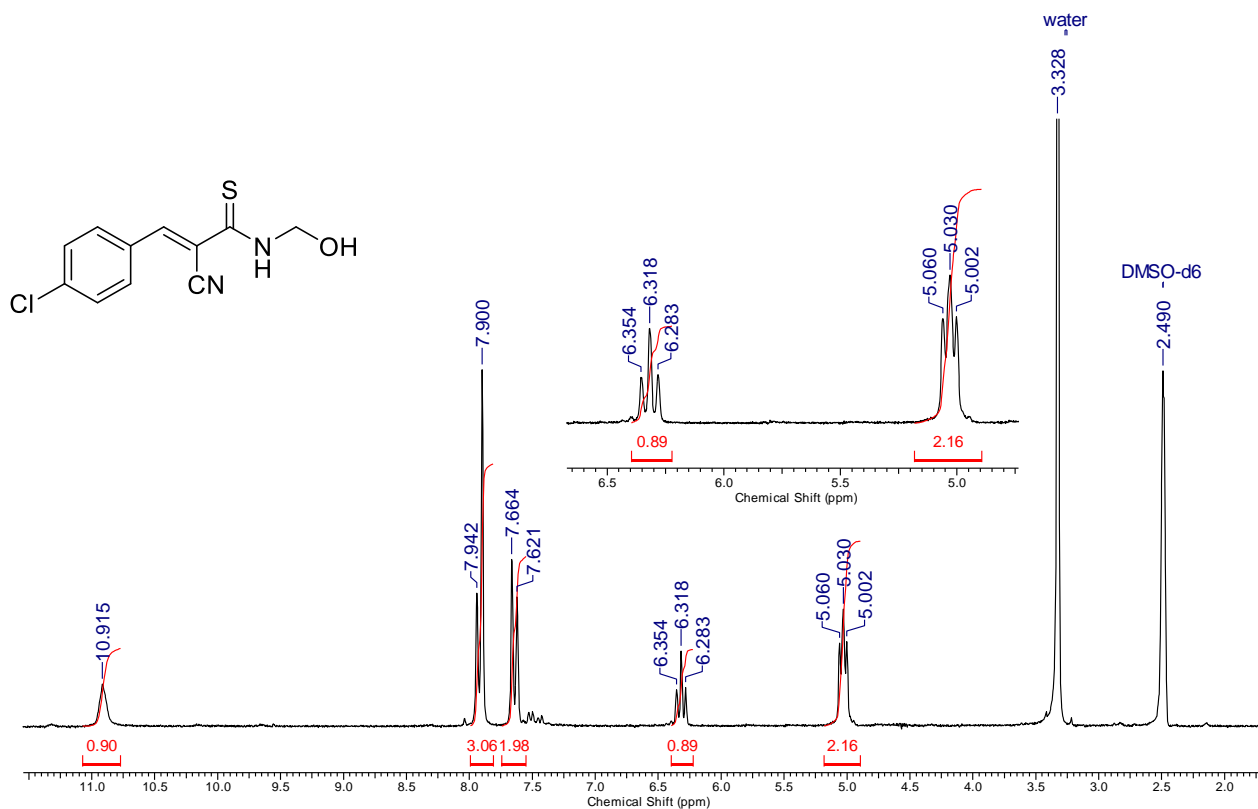 water
3.328
S
N
H
OH
CN
Cl
DMSO-d6
2.490
6.354
6.318
6.283
5.060
5.030
5.002
0.89
2.16
6.5 6.0 5.5 5.0
Chemical Shift (ppm)
10.915
7.942
7.900
7.664
7.621
6.354
6.318
6.283
5.060
5.030
5.002
0.90 3.06 1.98 0.89 2.16
10.5 10.0 9.5 9.0 8.5 8.0 7.5 7.0 6.5 6.0 5.5 5.0 4.5 4.0 3.5 3.0 2.5 2.0
Chemical Shift (ppm)